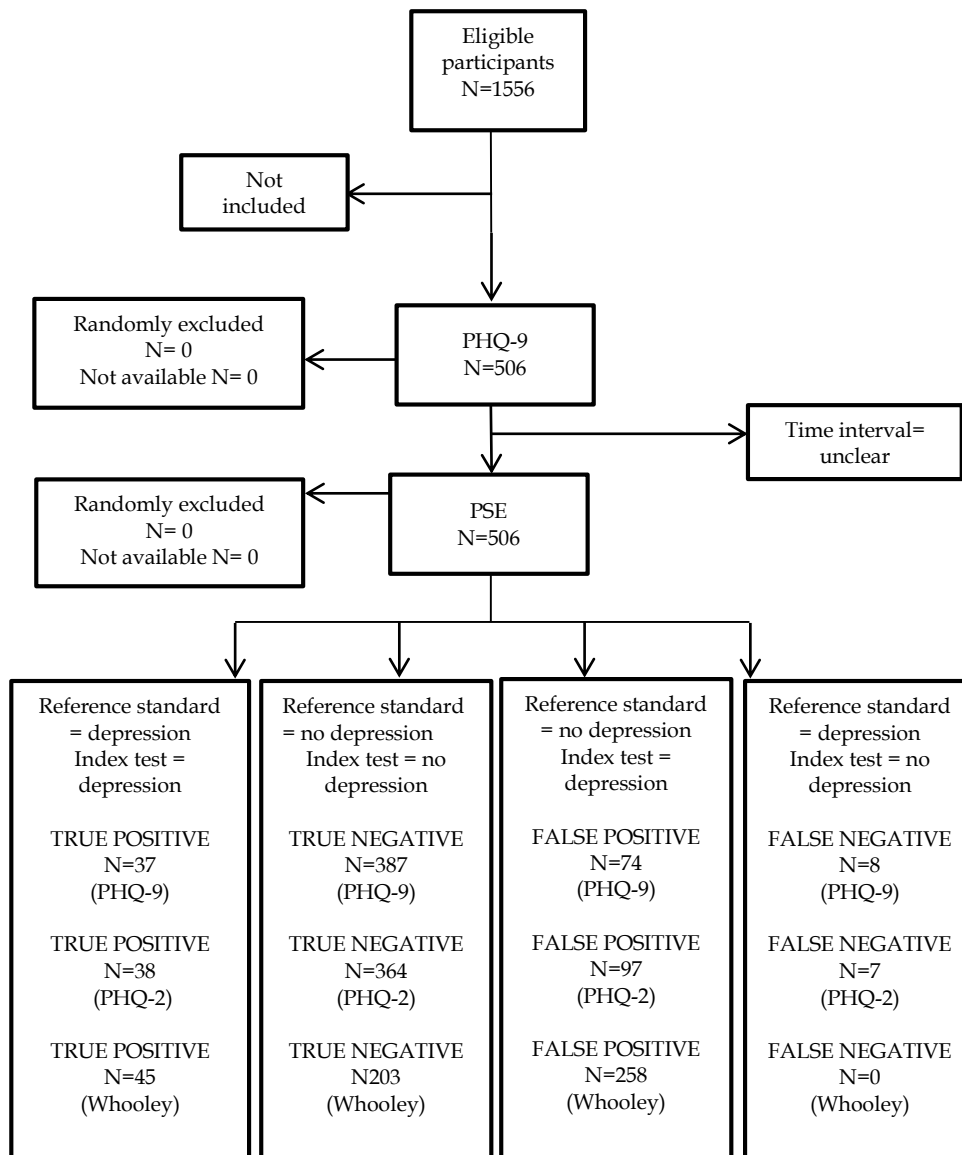 Eligible
participants
N=1556
Not
included
Randomly excluded
N= 0
Not available N= 0
PHQ-9
N=506
Time interval=
unclear
Randomly excluded
N= 0
Not available N= 0
PSE
N=506
Reference standard
= depression
Index test =
depression
TRUE POSITIVE
N=37
(PHQ-9)
TRUE POSITIVE
N=38
(PHQ-2)
TRUE POSITIVE
N=45
(Whooley)
Reference standard
= no depression
Index test = no
depression
TRUE NEGATIVE
N=387
(PHQ-9)
TRUE NEGATIVE
N=364
(PHQ-2)
TRUE NEGATIVE
N203
(Whooley)
Reference standard
= no depression
Index test =
depression
FALSE POSITIVE
N=74
(PHQ-9)
FALSE POSITIVE
N=97
(PHQ-2)
FALSE POSITIVE
N=258
(Whooley)
Reference standard
= depression
Index test = no
depression
FALSE NEGATIVE
N=8
(PHQ-9)
FALSE NEGATIVE
N=7
(PHQ-2)
FALSE NEGATIVE
N=0
(Whooley)